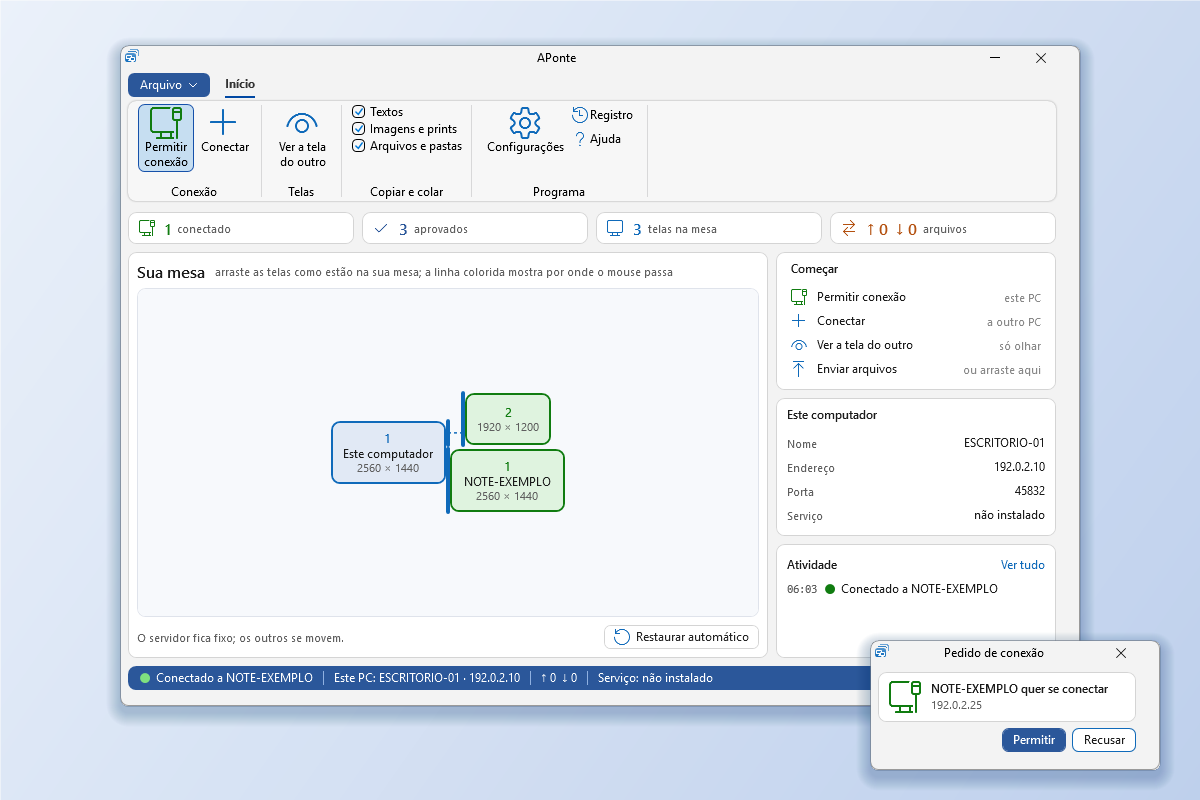 APonte
Arquivo
Início
Permitir
conexão
Conectar
Conexão
Ver a tela
do outro
Telas
Textos
Imagens e prints
Arquivos e pastas
Copiar e colar
Configurações
Registro
? Ajuda
Programa
1 conectado
3 aprovados
3 telas na mesa
↑ 0 ↓ 0 arquivos
Sua mesa arraste as telas como estão na sua mesa; a linha colorida mostra por onde o mouse passa
1
Este computador
2560 × 1440
2
1920 × 1200
1
NOTE-EXEMPLO
2560 × 1440
O servidor fica fixo; os outros se movem.
Restaurar automático
Começar
Permitir conexão este PC
Conectar a outro PC
Ver a tela do outro só olhar
Enviar arquivos ou arraste aqui
Este computador
Nome ESCRITORIO-01
Endereço 192.0.2.10
Porta 45832
Serviço não instalado
Atividade Ver tudo
06:03 Conectado a NOTE-EXEMPLO
Conectado a NOTE-EXEMPLO Este PC: ESCRITORIO-01 · 192.0.2.10 ↑ 0 ↓ 0 Serviço: não instalado
Pedido de conexão
NOTE-EXEMPLO quer se conectar
192.0.2.25
Permitir Recusar